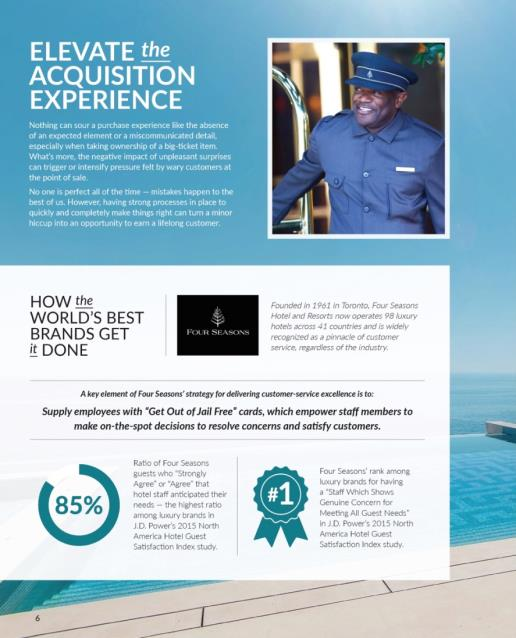 ELEVATE the
ACQUISITION
EXPERIENCE
Nothing can sour a purchase experience like the absence
of an expected element or a miscommunicated detail,
especially when taking ownership of a big-ticket item.
What's more, the negative impact of unpleasant surprises
can trigger or intensify pressure felt by wary customers at
the point of sale.
No one is perfect all of the time — mistakes happen to the
best of us. However, having strong processes in place to
quickly and completely make things right can turn a minor
hiccup into an opportunity to earn a lifelong customer.
HOW the
WORLD'S BEST
BRANDS GET
it DONE
FOUR SEASONS
Founded in 1961 in Toronto, Four Seasons
Hotel and Resorts now operates 98 luxury
hotels across 41 countries and is widely
recognized as a pinnacle of customer
service, regardless of the industry.
A key element of Four Seasons' strategy for delivering customer-service excellence is to:
Supply employees with "Get Out of Jail Free" cards, which empower staff members to
make on-the-spot decisions to resolve concerns and satisfy customers.
85%
Ratio of Four Seasons
guests who "Strongly
Agree" or "Agree" that
hotel staff anticipated their
needs — the highest ratio
among luxury brands in
J.D. Power's 2015 North
America Hotel Guest
Satisfaction Index study.
#1
Four Seasons' rank among
luxury brands for having
a "Staff Which Shows
Genuine Concern for
Meeting All Guest Needs"
in J.D. Power's 2015 North
America Hotel Guest
Satisfaction Index study.
6